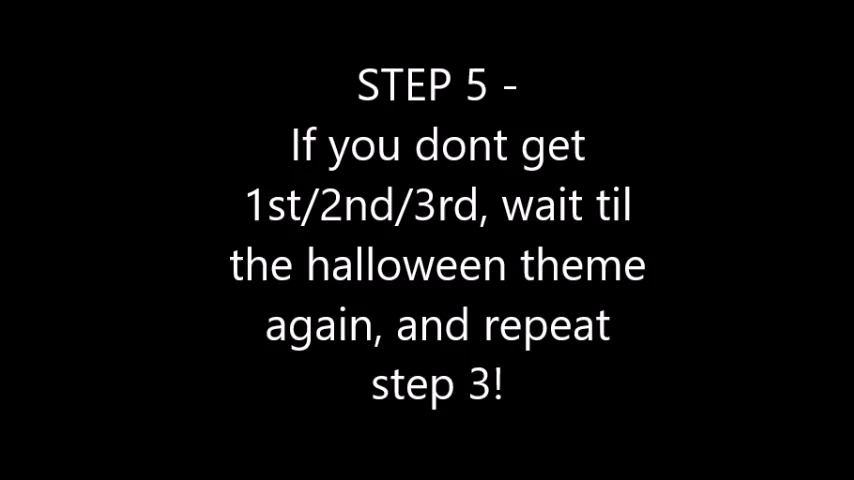 STEP 5 -
If you dont get
1st/2nd/3rd, wait til
the halloween theme
again, and repeat
step 3!